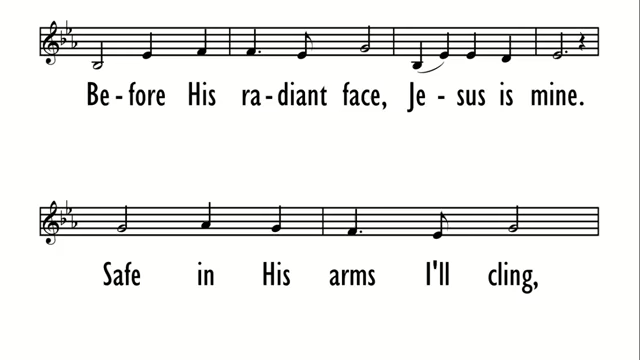 Be - fore His ra - diant face, Je - sus is mine.
Safe in His arms I'll cling,